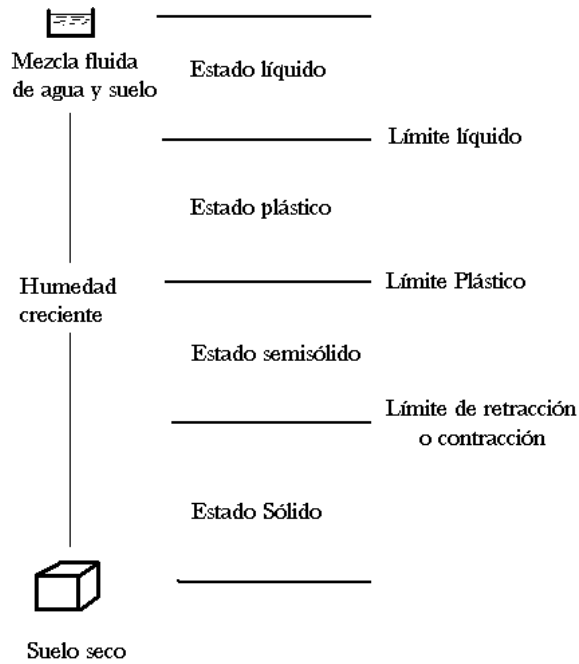 Mezcla fluida
de agua y suelo
Estado líquido
Límite líquido
Estado plástico
Humedad
creciente
Límite Plástico
Estado semisólido
Límite de retracción
o contracción
Estado Sólido
Suelo seco